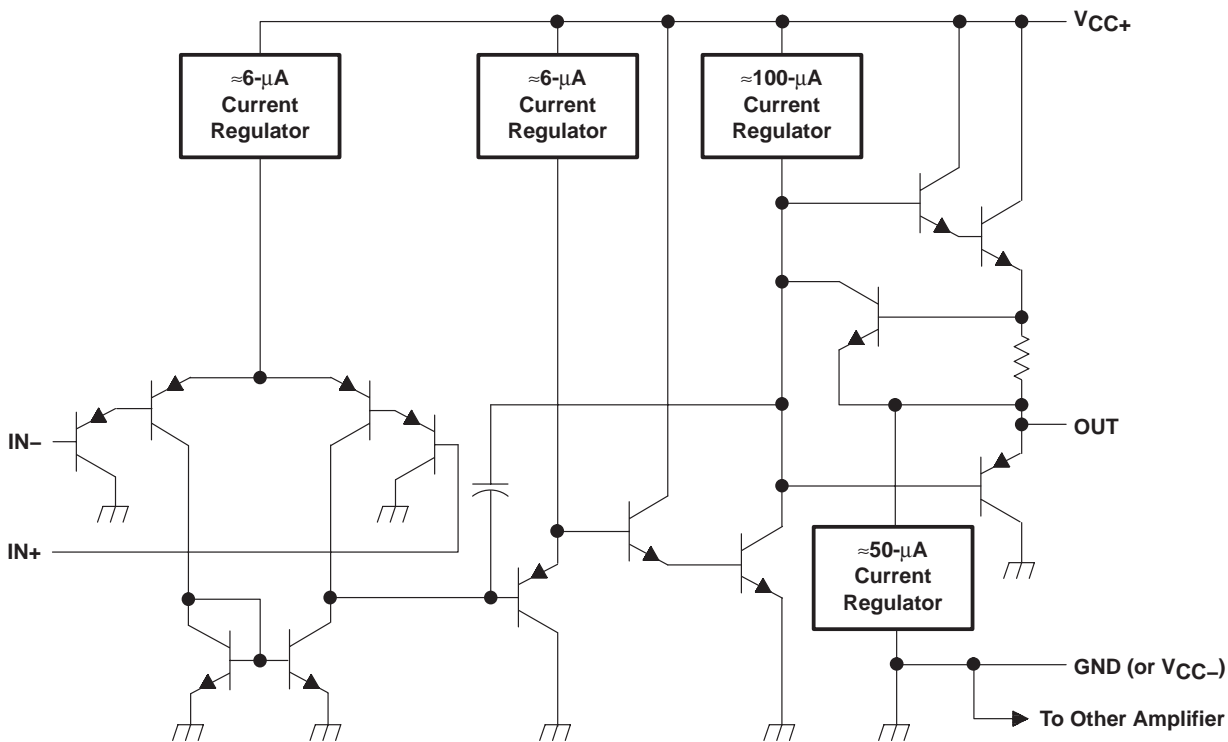 V_CC+
≈6-μA
Current
Regulator
≈6-μA
Current
Regulator
≈100-μA
Current
Regulator
IN−
OUT
IN+
≈50-μA
Current
Regulator
GND (or V_CC−)
To Other Amplifier